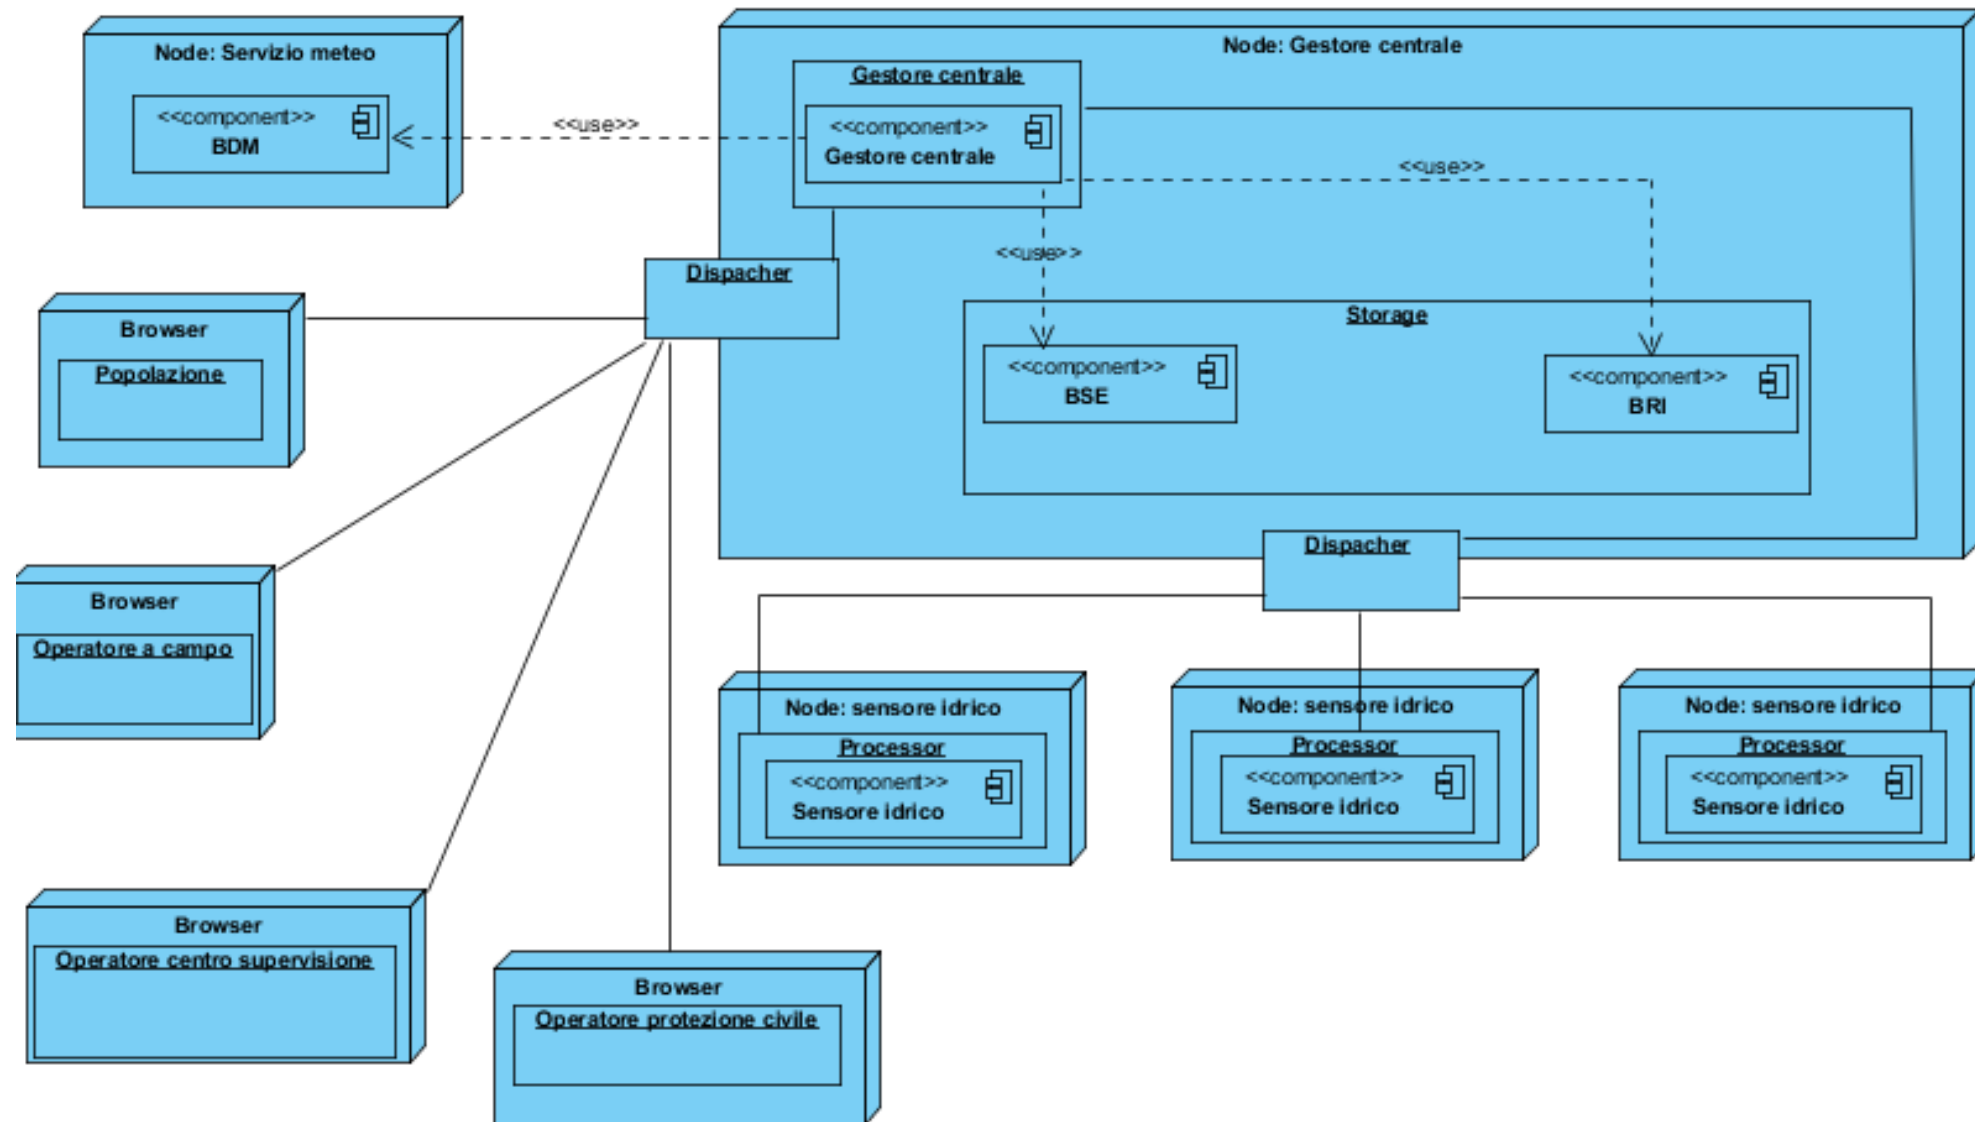 Node: Servizio meteo
<<component>>
BDM
<<use>>
Node: Gestore centrale
Gestore centrale
<<component>>
Gestore centrale
<<use>>
<<use>>
Dispacher
Storage
<<component>>
BSE
<<component>>
BRI
Browser
Popolazione
Dispacher
Browser
Operatore a campo
Node: sensore idrico
Processor
<<component>>
Sensore idrico
Node: sensore idrico
Processor
<<component>>
Sensore idrico
Node: sensore idrico
Processor
<<component>>
Sensore idrico
Browser
Operatore centro supervisione
Browser
Operatore protezione civile